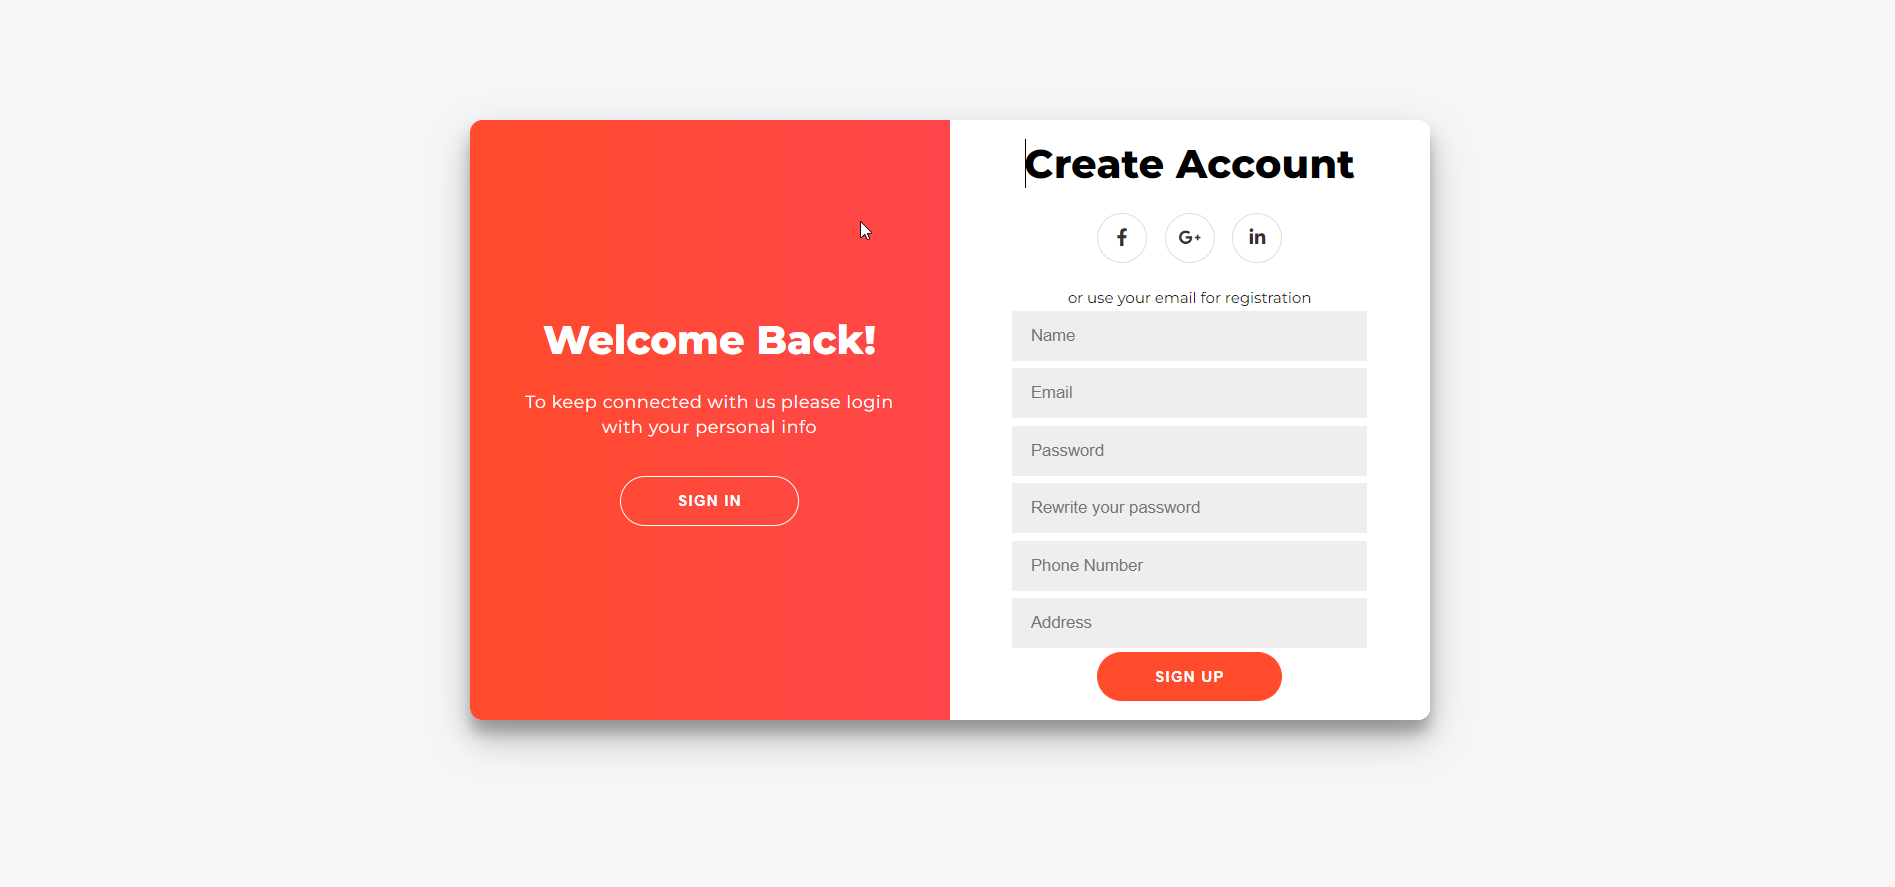 Welcome Back!
To keep connected with us please login
with your personal info
SIGN IN
Create Account
f
G+
in
or use your email for registration
Name
Email
Password
Rewrite your password
Phone Number
Address
SIGN UP